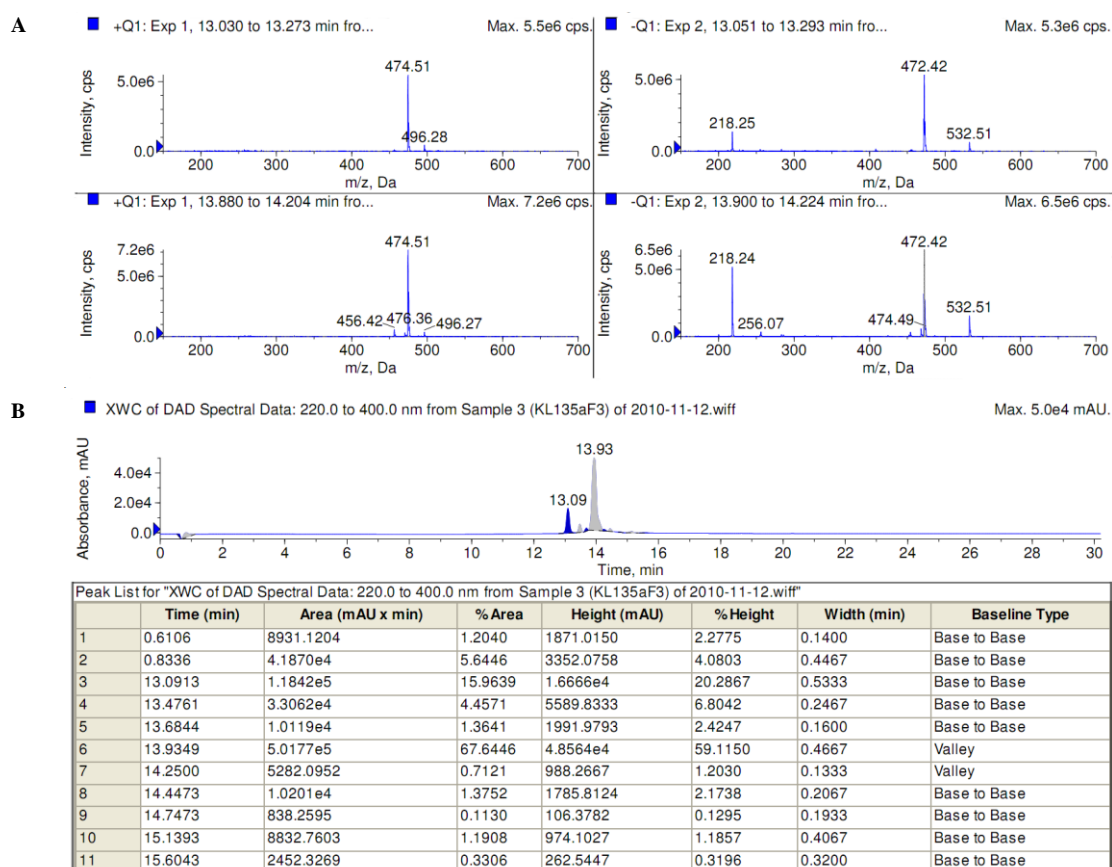 A
+Q1: Exp 1, 13.030 to 13.273 min fro... Max. 5.5e6 cps.
Intensity, cps
5.0e6
0.0
474.51
496.28
200 300 400 500 600 700
m/z, Da
-Q1: Exp 2, 13.051 to 13.293 min fro... Max. 5.3e6 cps.
Intensity, cps
5.0e6
0.0
472.42
218.25
532.51
200 300 400 500 600 700
m/z, Da
+Q1: Exp 1, 13.880 to 14.204 min fro... Max. 7.2e6 cps.
Intensity, cps
7.2e6
5.0e6
0.0
474.51
456.42 476.36 496.27
200 300 400 500 600 700
m/z, Da
-Q1: Exp 2, 13.900 to 14.224 min fro... Max. 6.5e6 cps.
Intensity, cps
6.5e6
5.0e6
0.0
472.42
218.24
256.07
474.49
532.51
200 300 400 500 600 700
m/z, Da
B
XWC of DAD Spectral Data: 220.0 to 400.0 nm from Sample 3 (KL135aF3) of 2010-11-12.wiff Max. 5.0e4 mAU.
Absorbance, mAU
4.0e4
2.0e4
0.0
13.93
13.09
0 2 4 6 8 10 12 14 16 18 20 22 24 26 28 30
Time, min
Peak List for "XWC of DAD Spectral Data: 220.0 to 400.0 nm from Sample 3 (KL135aF3) of 2010-11-12.wiff"
Time (min) Area (mAU x min) %Area Height (mAU) %Height Width (min) Baseline Type
1 0.6106 8931.1204 1.2040 1871.0150 2.2775 0.1400 Base to Base
2 0.8336 4.1870e4 5.6446 3352.0758 4.0803 0.4467 Base to Base
3 13.0913 1.1842e5 15.9639 1.6666e4 20.2867 0.5333 Base to Base
4 13.4761 3.3062e4 4.4571 5589.8333 6.8042 0.2467 Base to Base
5 13.6844 1.0119e4 1.3641 1991.9793 2.4247 0.1600 Base to Base
6 13.9349 5.0177e5 67.6446 4.8564e4 59.1150 0.4667 Valley
7 14.2500 5282.0952 0.7121 988.2667 1.2030 0.1333 Valley
8 14.4473 1.0201e4 1.3752 1785.8124 2.1738 0.2067 Base to Base
9 14.7473 838.2595 0.1130 106.3782 0.1295 0.1933 Base to Base
10 15.1393 8832.7603 1.1908 974.1027 1.1857 0.4067 Base to Base
11 15.6043 2452.3269 0.3306 262.5447 0.3196 0.3200 Base to Base